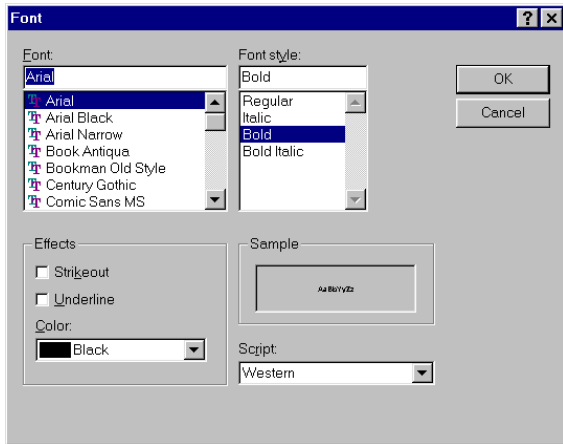 Font
Font:
Arial
Arial
Arial Black
Arial Narrow
Book Antiqua
Bookman Old Style
Century Gothic
Comic Sans MS
Font style:
Bold
Regular
Italic
Bold
Bold Italic
OK
Cancel
Effects
Strikeout
Underline
Color:
Black
Sample
AaBbYyZz
Script:
Western